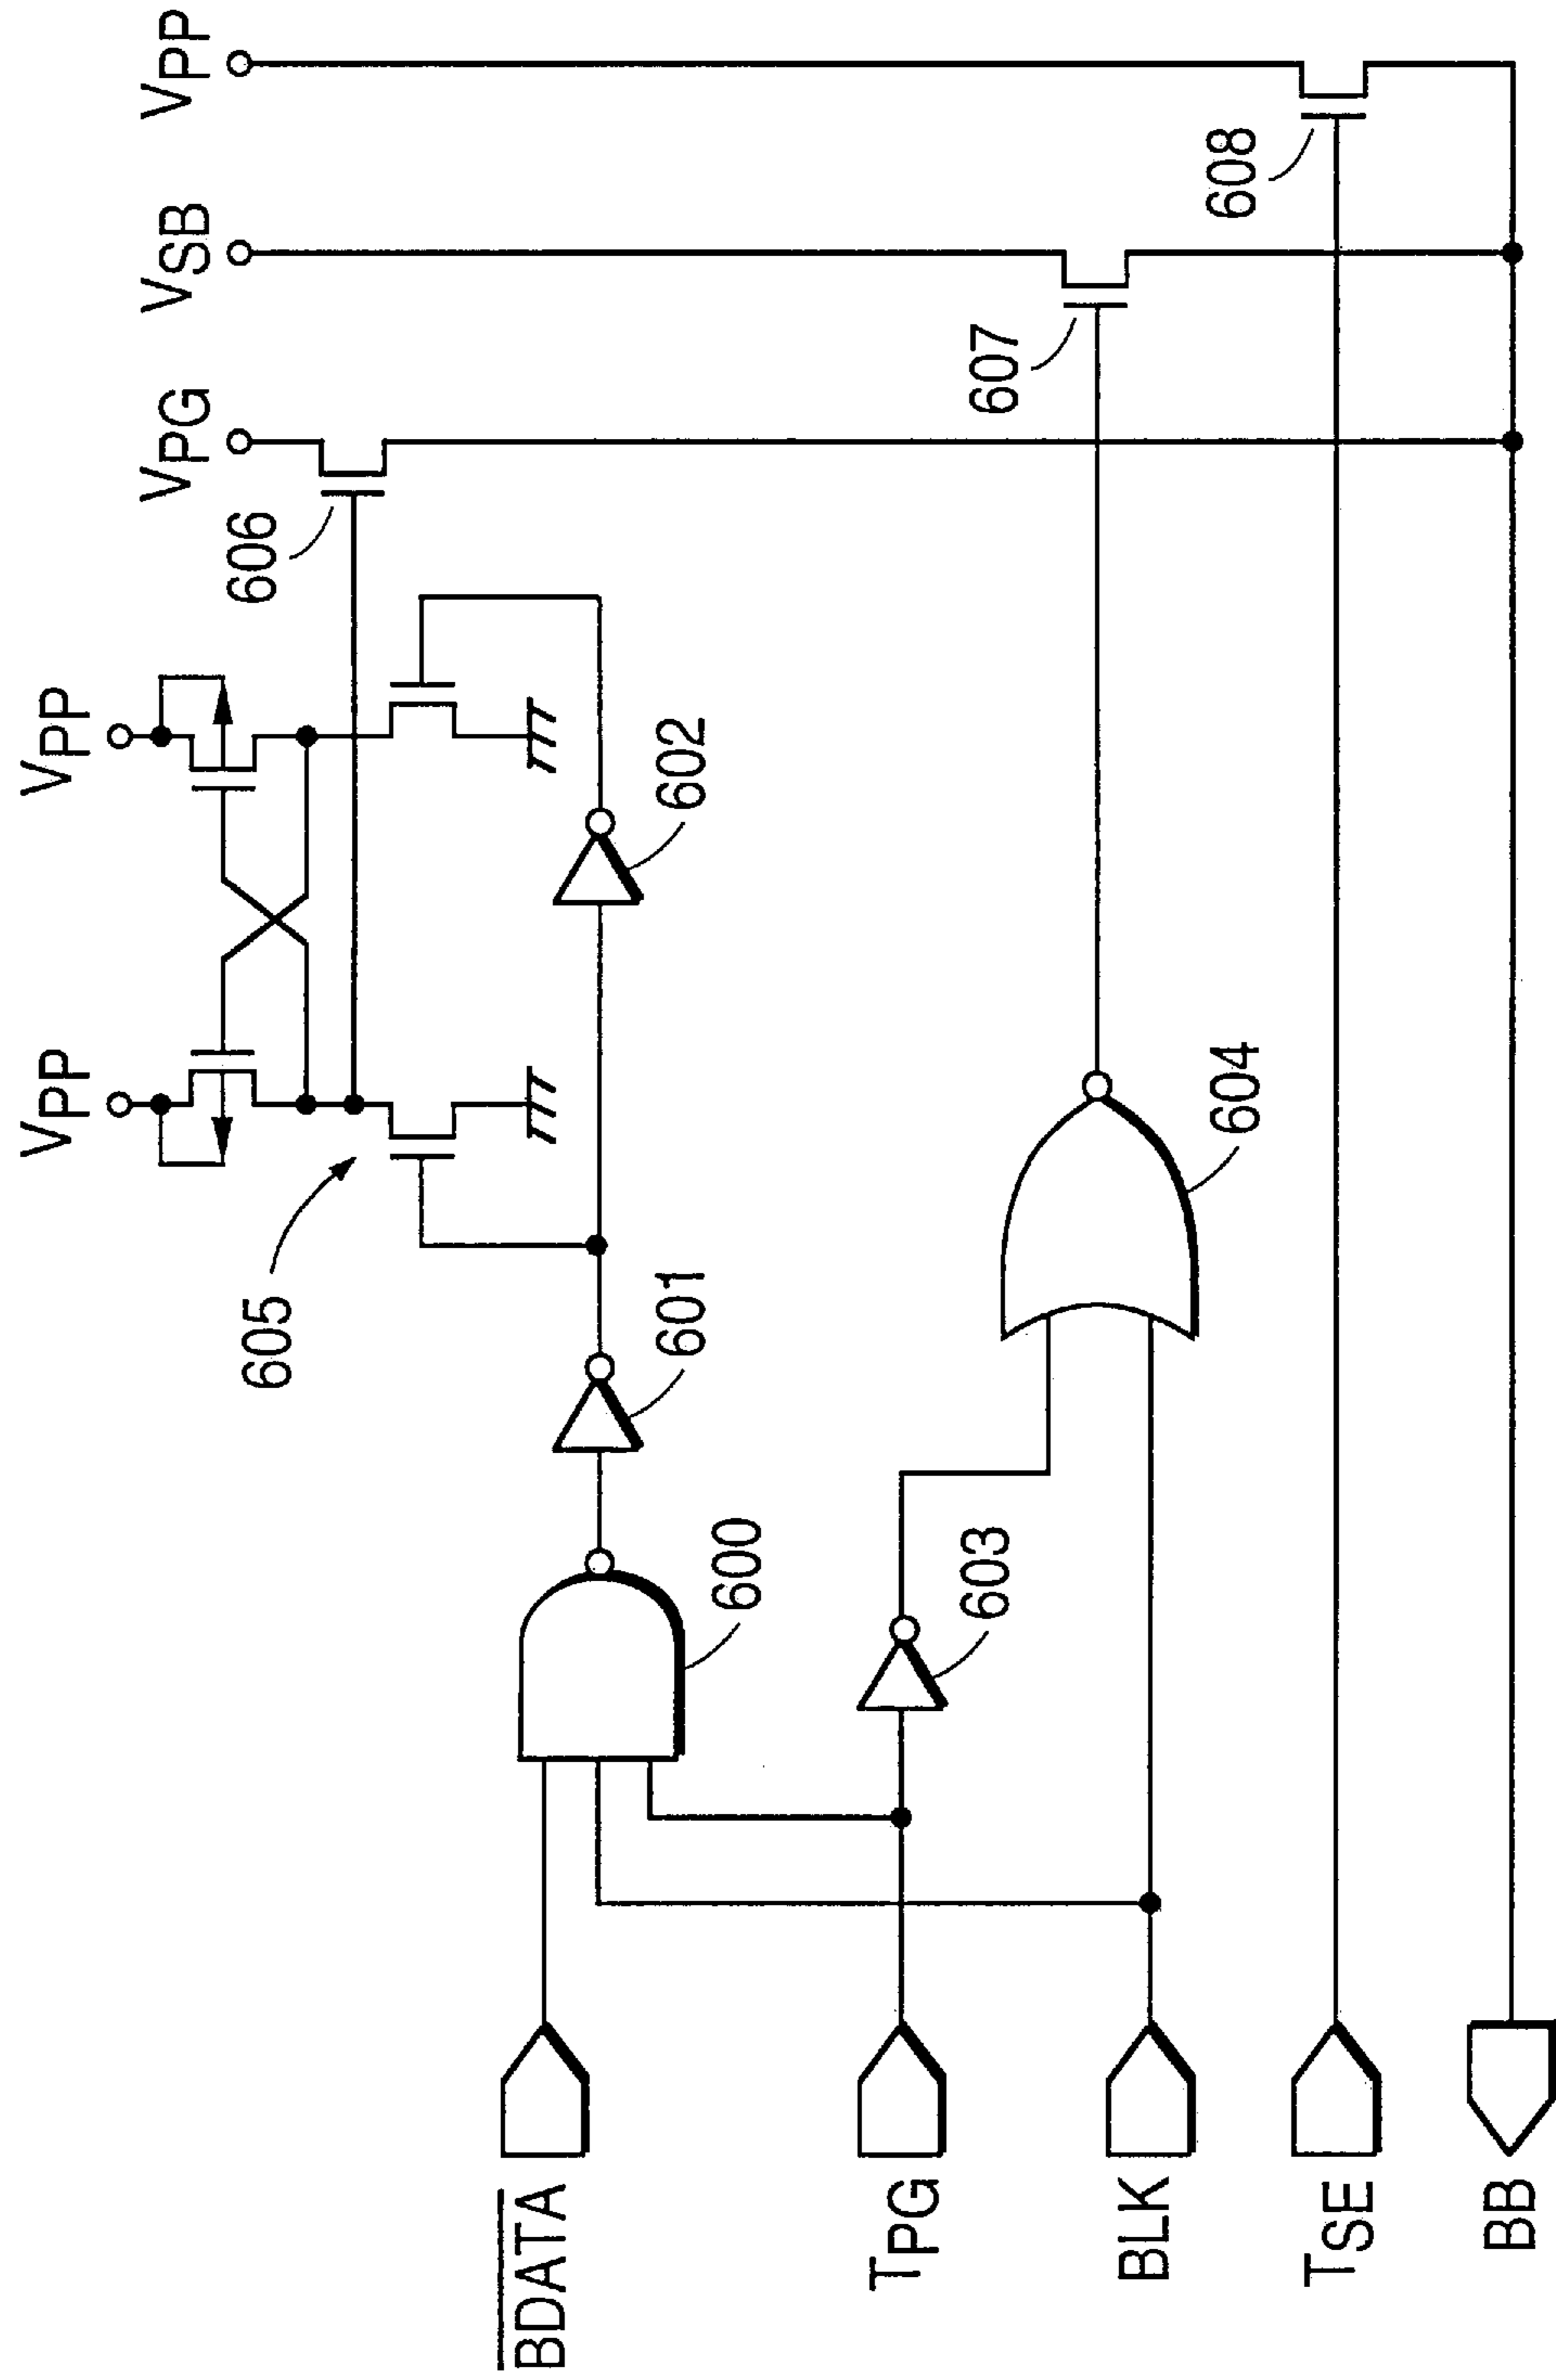 VPP
VPP
VPG
VSB
VPP
605
606
601
602
600
607
603
604
608
BDATA
TPG
BLK
TSE
BB